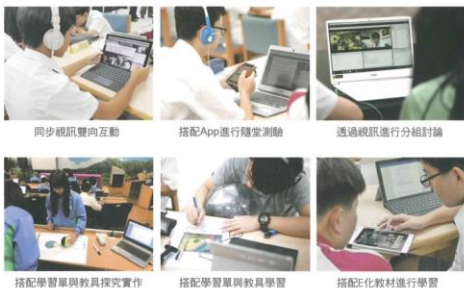 同步視訊雙向互動
搭配App進行隨堂測驗
透過視訊進行分組討論
搭配學習單與教具探究實作
搭配學習單與教具學習
搭配E化教材進行學習